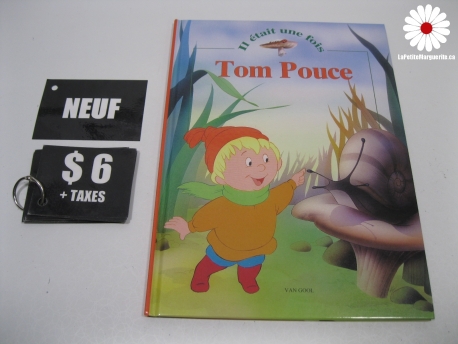 NEUF
$ 6
+ TAXES
Il était une fois
Tom Pouce
VAN GOOL
LaPetiteMarguerite.ca